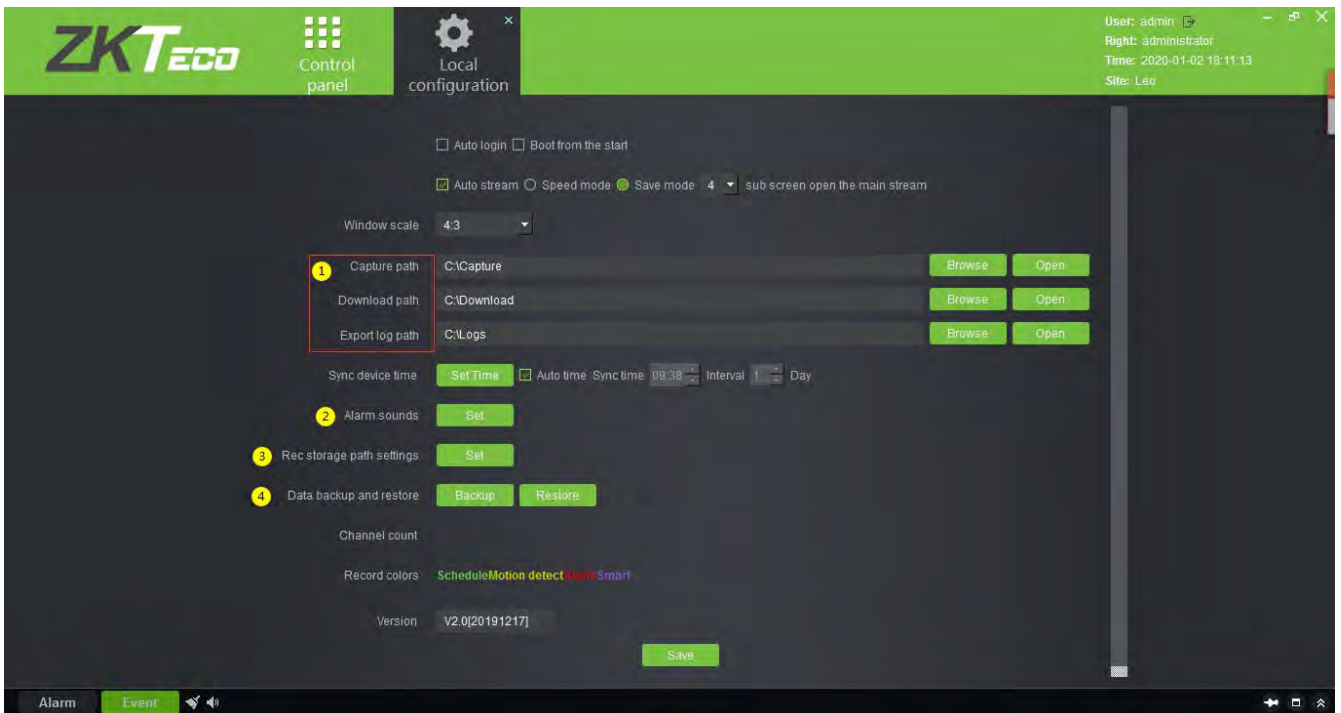 ZKTeco
Control panel
Local configuration
×
User: admin
Right: administrator
Time: 2020-01-02 18:11:13
Site: Leo
Auto login Boot from the start
Auto stream Speed mode Save mode 4 sub screen open the main stream
Window scale 4:3
1 Capture path C:\Capture Browse Open
Download path C:\Download Browse Open
Export log path C:\Logs Browse Open
Sync device time Set Time Auto time Sync time 09:38 Interval 1 Day
2 Alarm sounds Set
3 Rec storage path settings Set
4 Data backup and restore Backup Restore
Channel count
Record colors ScheduleMotion detectAlarmSmart
Version V2.0[20191217]
Save
Alarm Event